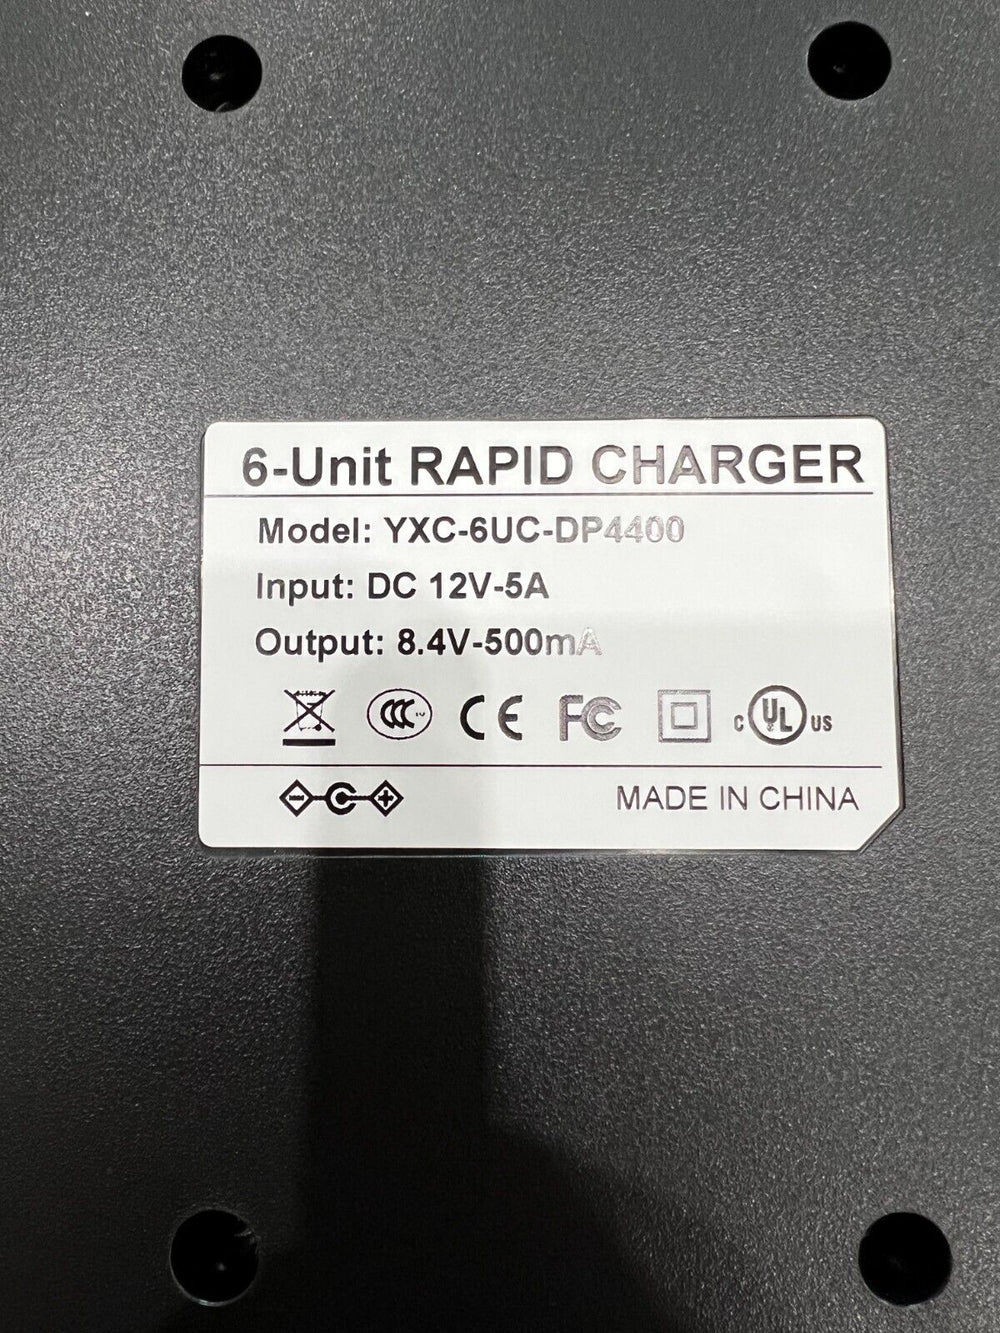 6-Unit RAPID CHARGER
Model: YXC-6UC-DP4400
Input: DC 12V-5A
Output: 8.4V-500mA
CCC CE FC c UL US
MADE IN CHINA